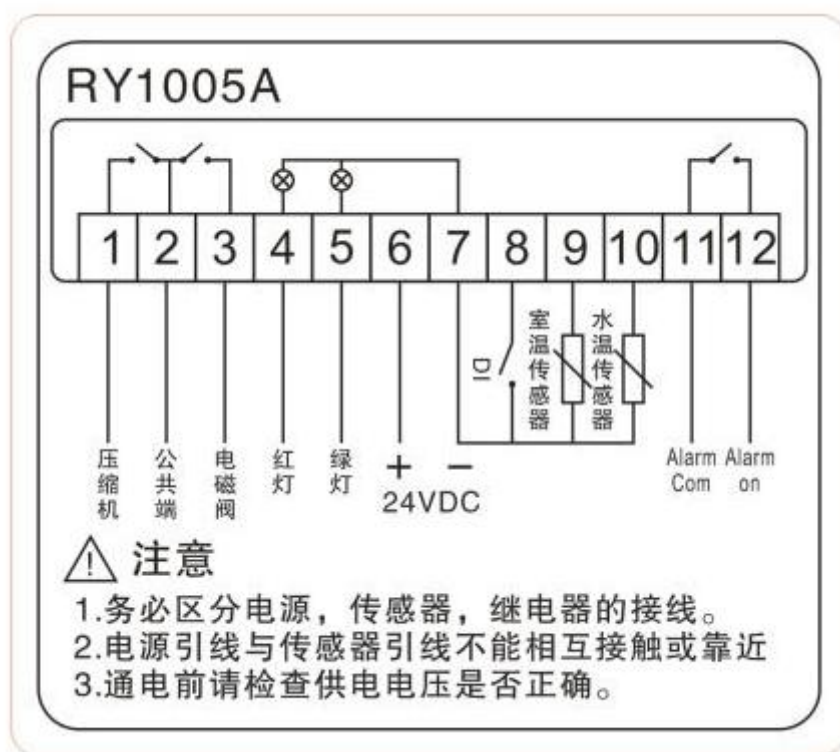 RY1005A
1 2 3 4 5 6 7 8 9 10 11 12
DI
室温传感器
水温传感器
压缩机
公共端
电磁阀
红灯
绿灯
+ −
24VDC
Alarm Com
Alarm on
注意
1.务必区分电源，传感器，继电器的接线。
2.电源引线与传感器引线不能相互接触或靠近
3.通电前请检查供电电压是否正确。